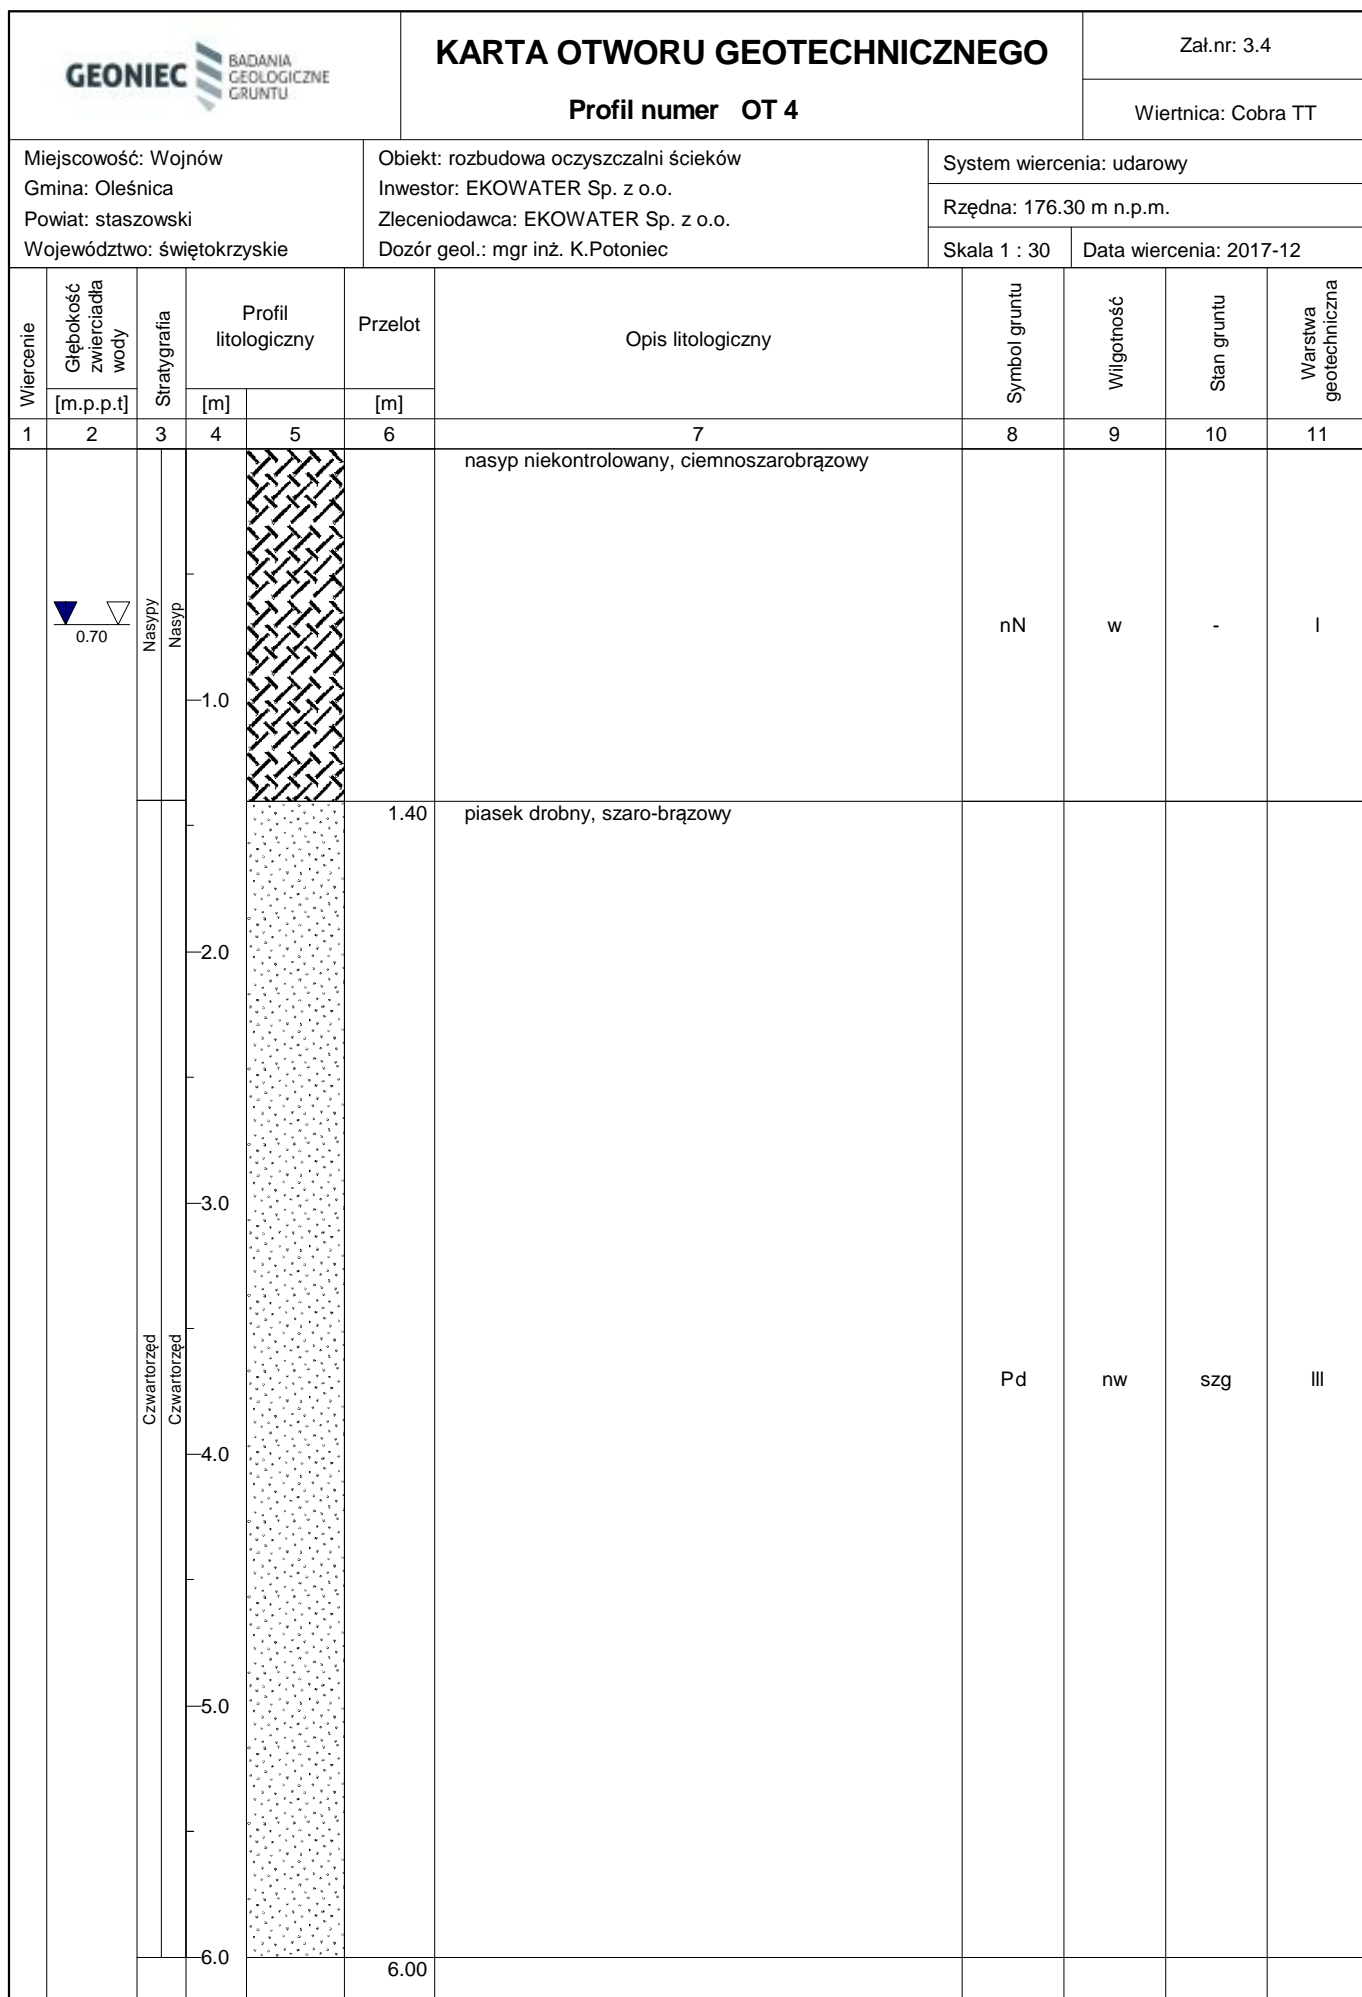 GEONIEC
BADANIA
GEOLOGICZNE
GRUNTU
KARTA OTWORU GEOTECHNICZNEGO
Profil numer OT 4
Zał.nr: 3.4
Wiertnica: Cobra TT
Miejscowość: Wojnów
Gmina: Oleśnica
Powiat: staszowski
Województwo: świętokrzyskie
Obiekt: rozbudowa oczyszczalni ścieków
Inwestor: EKOWATER Sp. z o.o.
Zleceniodawca: EKOWATER Sp. z o.o.
Dozór geol.: mgr inż. K.Potoniec
System wiercenia: udarowy
Rzędna: 176.30 m n.p.m.
Skala 1 : 30
Data wiercenia: 2017-12
Wiercenie
Głębokość
zwierciadła
wody
[m.p.p.t]
Stratygrafia
Profil
litologiczny
[m]
Przelot
[m]
Opis litologiczny
Symbol gruntu
Wilgotność
Stan gruntu
Warstwa
geotechniczna
1 2 3 4 5 6 7 8 9 10 11
nasyp niekontrolowany, ciemnoszarobrązowy
0.70
Nasypy
Nasyp
nN w - I
1.0
1.40 piasek drobny, szaro-brązowy
2.0
3.0
Czwartorzęd
Czwartorzęd
Pd nw szg III
4.0
5.0
6.0
6.00